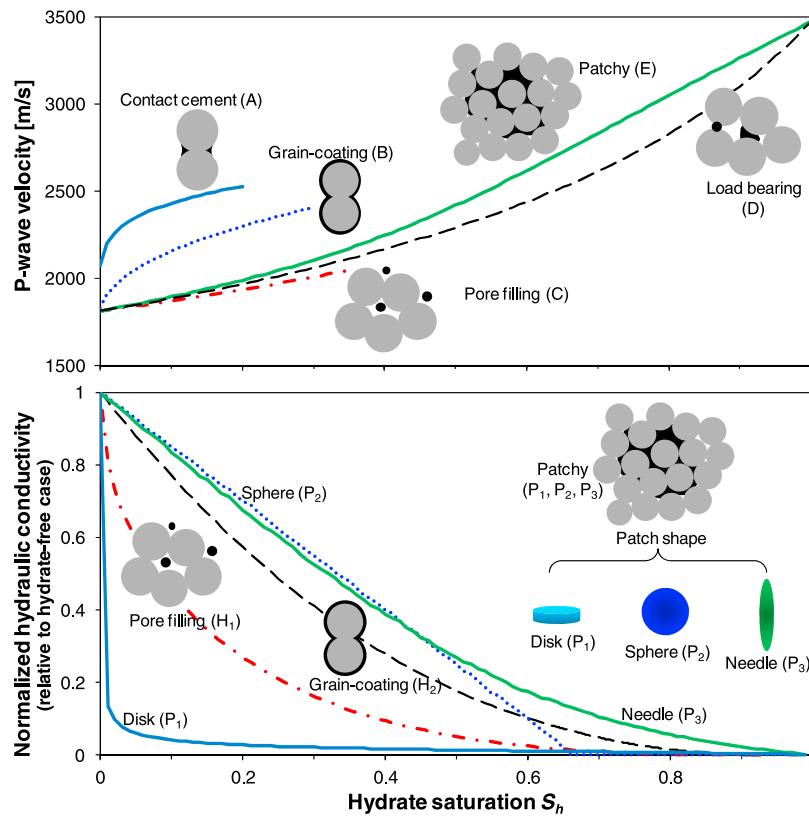 P-wave velocity [m/s]
3500
3000
2500
2000
1500
Contact cement (A)
Grain-coating (B)
Patchy (E)
Load bearing
(D)
Pore filling (C)
Normalized hydraulic conductivity
(relative to hydrate-free case)
1
0.8
0.6
0.4
0.2
0
Sphere (P2)
Patchy
(P1, P2, P3)
Patch shape
Pore filling (H1)
Grain-coating (H2)
Disk (P1)
Sphere (P2)
Needle (P3)
Disk (P1)
Needle (P3)
0 0.2 0.4 0.6 0.8
Hydrate saturation Sh